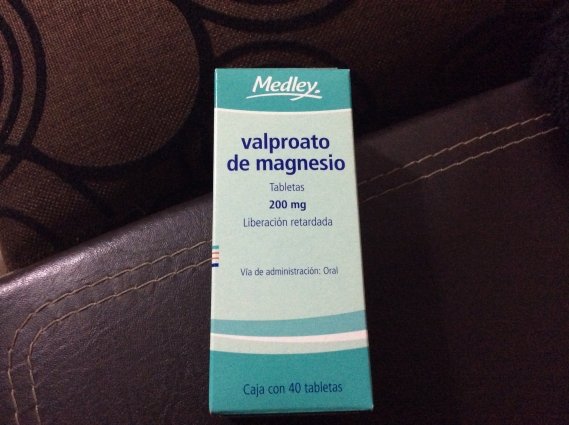 Medley
valproato
de magnesio
Tabletas
200 mg
Liberación retardada
Vía de administración: Oral
Caja con 40 tabletas